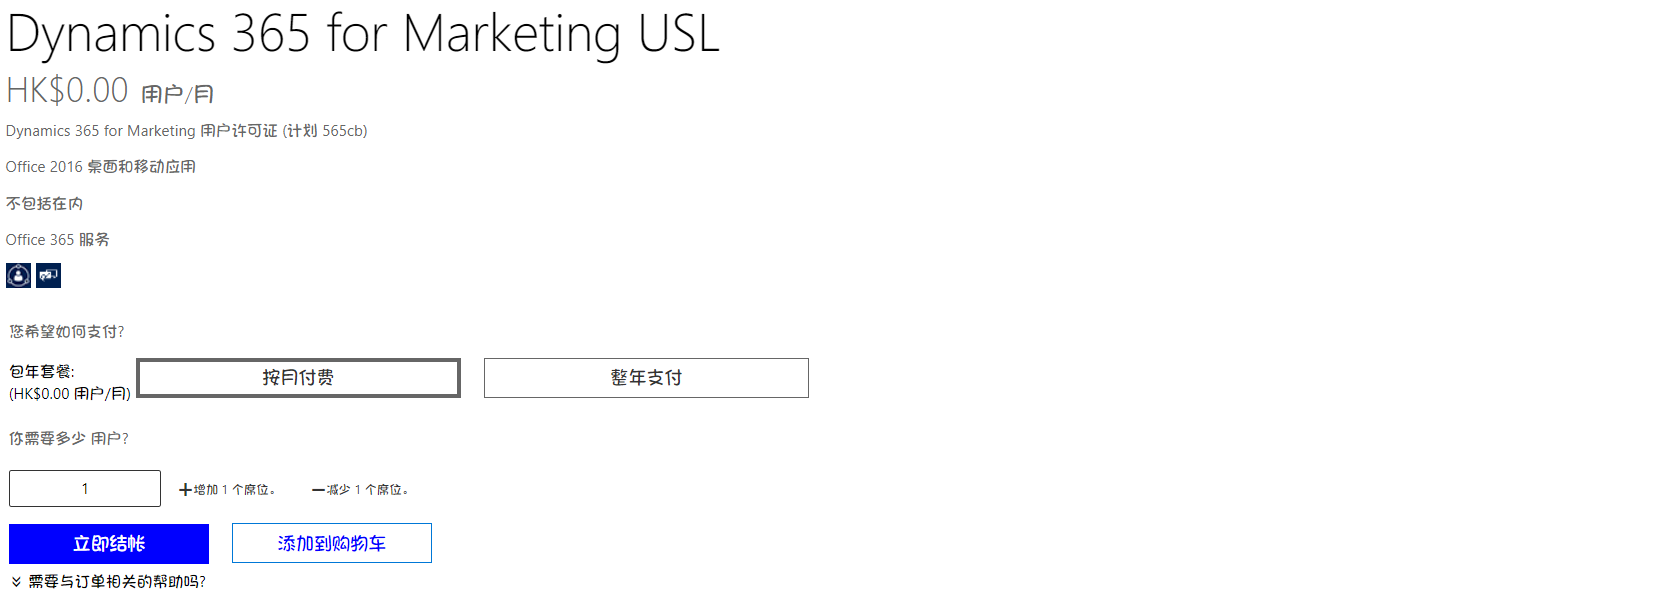 Dynamics 365 for Marketing USL
HK$0.00 用户/月
Dynamics 365 for Marketing 用户许可证 (计划 565cb)
Office 2016 桌面和移动应用
不包括在内
Office 365 服务
您希望如何支付?
包年套餐:
(HK$0.00 用户/月)
按月付费
整年支付
你需要多少 用户?
1
+增加 1 个席位。
—减少 1 个席位。
立即结帐
添加到购物车
需要与订单相关的帮助吗?